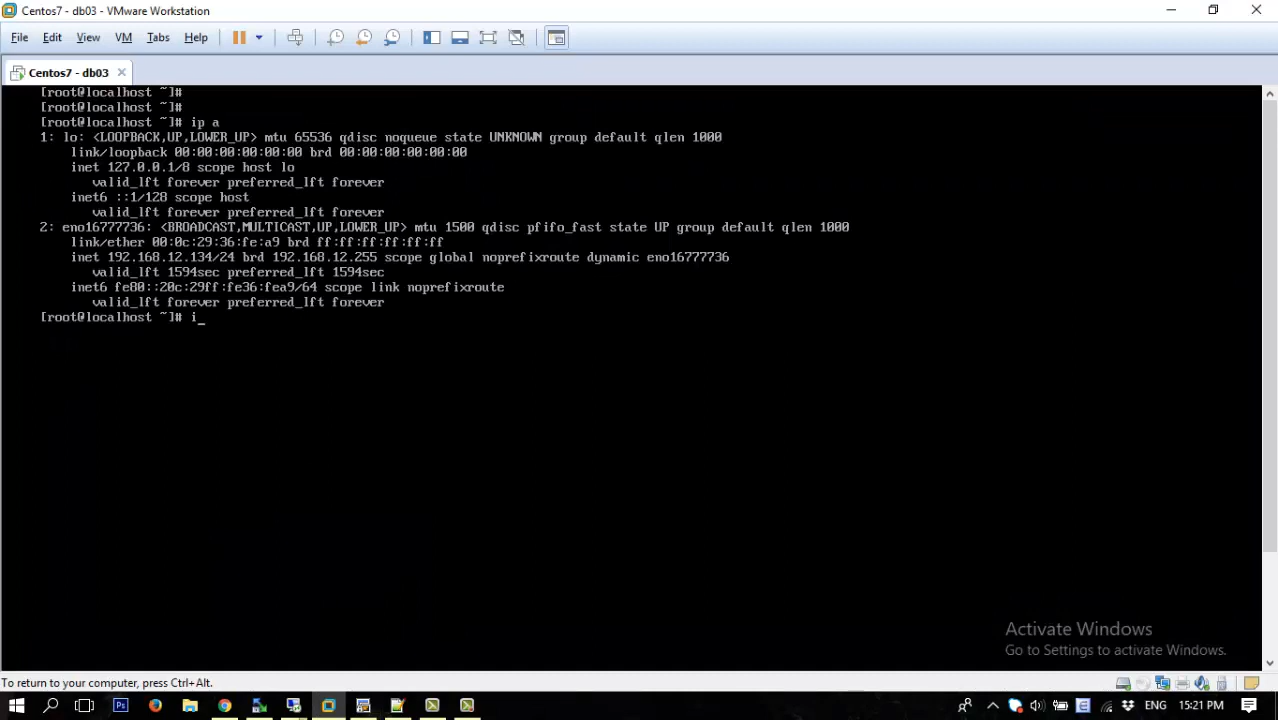 Centos7 - db03 - VMware Workstation
File Edit View VM Tabs Help
Centos7 - db03
[root@localhost ~]#
[root@localhost ~]#
[root@localhost ~]# ip a
1: lo: <LOOPBACK,UP,LOWER_UP> mtu 65536 qdisc noqueue state UNKNOWN group default qlen 1000
link/loopback 00:00:00:00:00:00 brd 00:00:00:00:00:00
inet 127.0.0.1/8 scope host lo
valid_lft forever preferred_lft forever
inet6 ::1/128 scope host
valid_lft forever preferred_lft forever
2: eno16777736: <BROADCAST,MULTICAST,UP,LOWER_UP> mtu 1500 qdisc pfifo_fast state UP group default qlen 1000
link/ether 00:0c:29:36:fe:a9 brd ff:ff:ff:ff:ff:ff
inet 192.168.12.134/24 brd 192.168.12.255 scope global noprefixroute dynamic eno16777736
valid_lft 1594sec preferred_lft 1594sec
inet6 fe80::20c:29ff:fe36:fea9/64 scope link noprefixroute
valid_lft forever preferred_lft forever
[root@localhost ~]# i_
Activate Windows
Go to Settings to activate Windows.
To return to your computer, press Ctrl+Alt.
Ps
ENG 15:21 PM